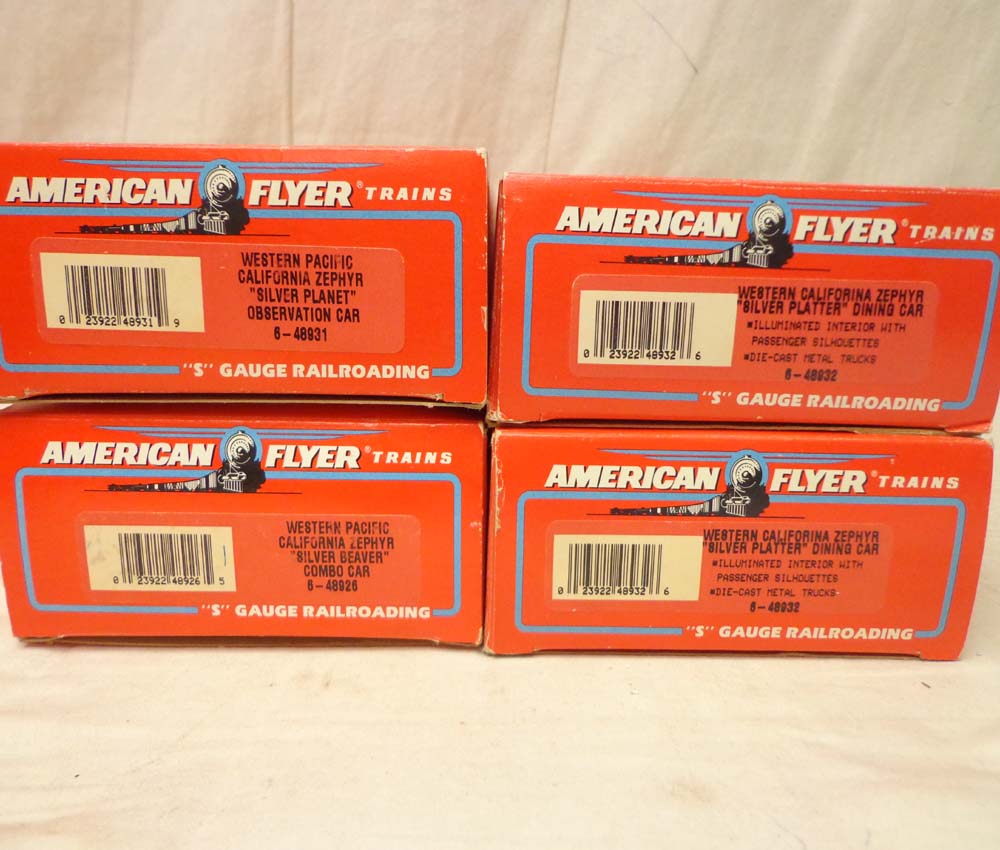 AMERICAN FLYER® TRAINS
WESTERN PACIFIC
CALIFORNIA ZEPHYR
"SILVER PLANET"
OBSERVATION CAR
6-48931
0 23922 48931 9
"S" GAUGE RAILROADING
AMERICAN FLYER® TRAINS
WESTERN CALIFORINA ZEPHYR
"SILVER PLATTER" DINING CAR
■ILLUMINATED INTERIOR WITH
PASSENGER SILHOUETTES
■DIE-CAST METAL TRUCKS
6-48932
0 23922 48932 6
"S" GAUGE RAILROADING
AMERICAN FLYER® TRAINS
WESTERN PACIFIC
CALIFORNIA ZEPHYR
"SILVER BEAVER"
COMBO CAR
6-48926
0 23922 48926 5
"S" GAUGE RAILROADING
AMERICAN FLYER® TRAINS
WESTERN CALIFORINA ZEPHYR
"SILVER PLATTER" DINING CAR
■ILLUMINATED INTERIOR WITH
PASSENGER SILHOUETTES
■DIE-CAST METAL TRUCKS
6-48932
0 23922 48932 6
"S" GAUGE RAILROADING